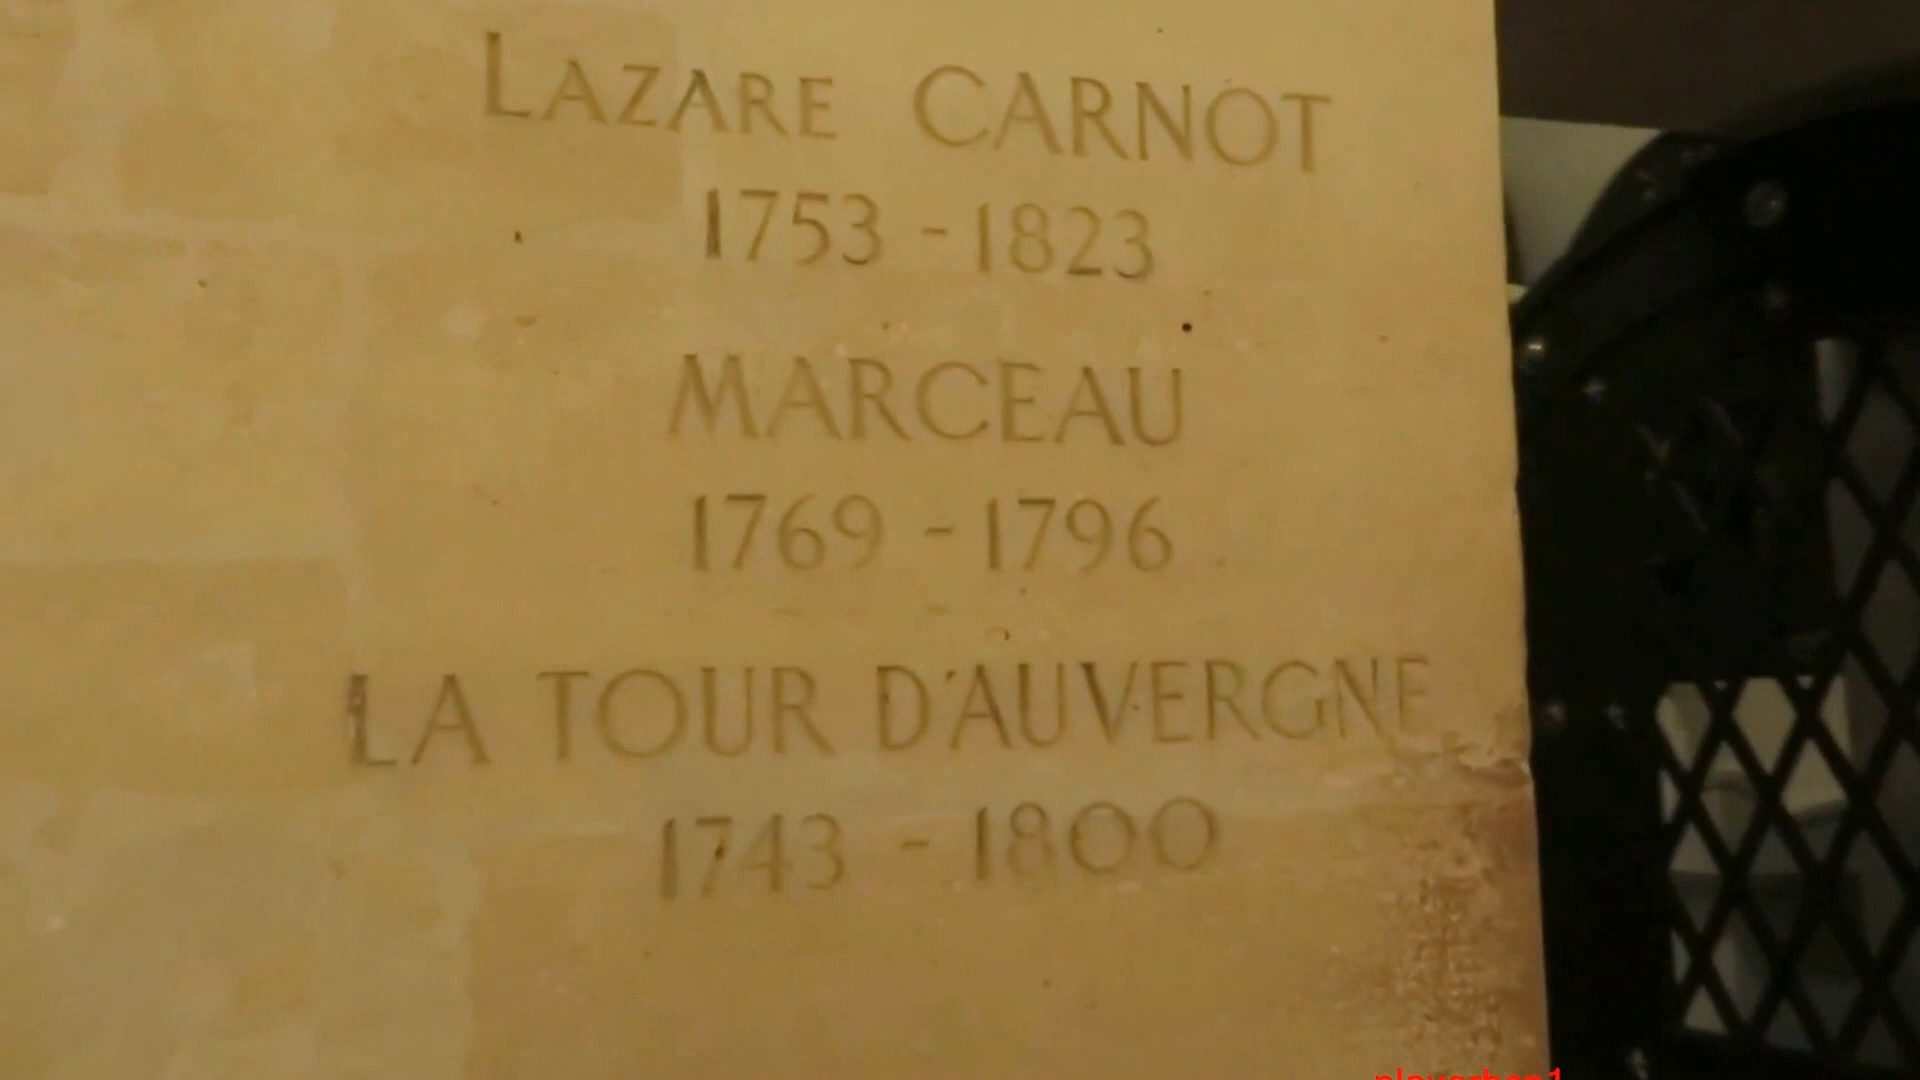 LAZARE CARNOT
1753 - 1823
MARCEAU
1769 - 1796
LA TOUR D'AUVERGNE
1743 - 1800